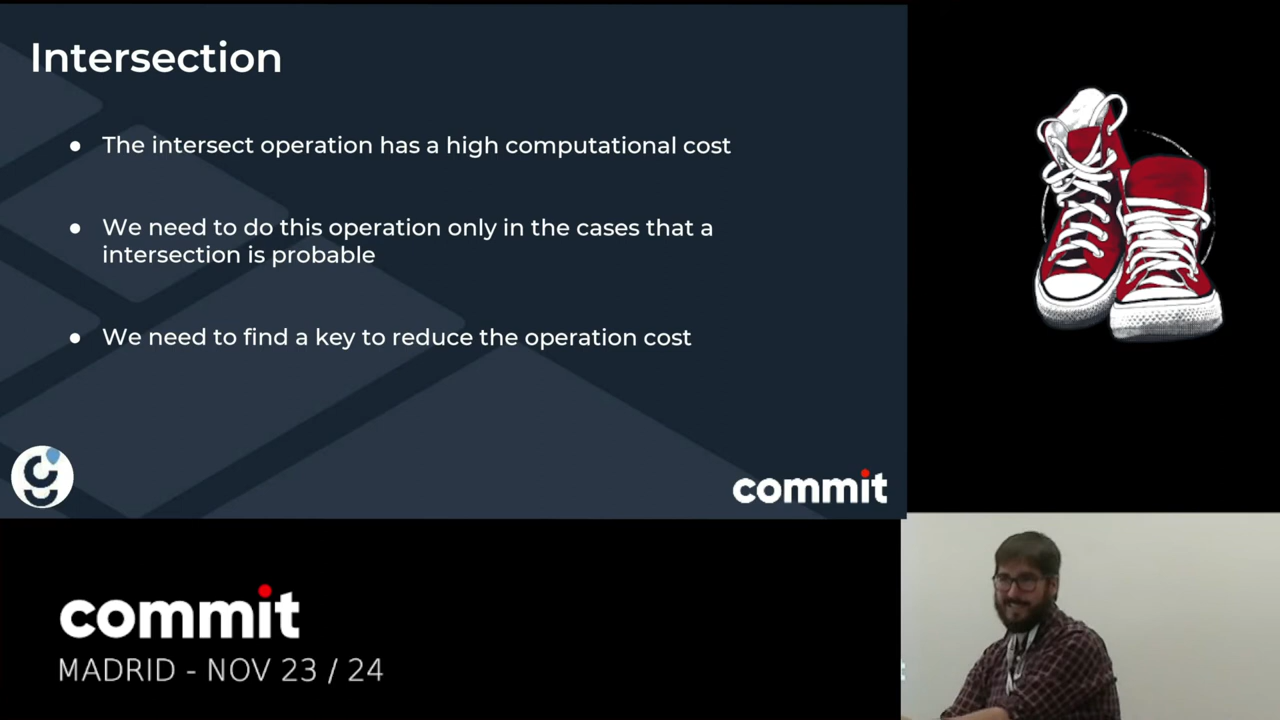 Intersection
● The intersect operation has a high computational cost
● We need to do this operation only in the cases that a
intersection is probable
● We need to find a key to reduce the operation cost
commit
commit
MADRID - NOV 23 / 24